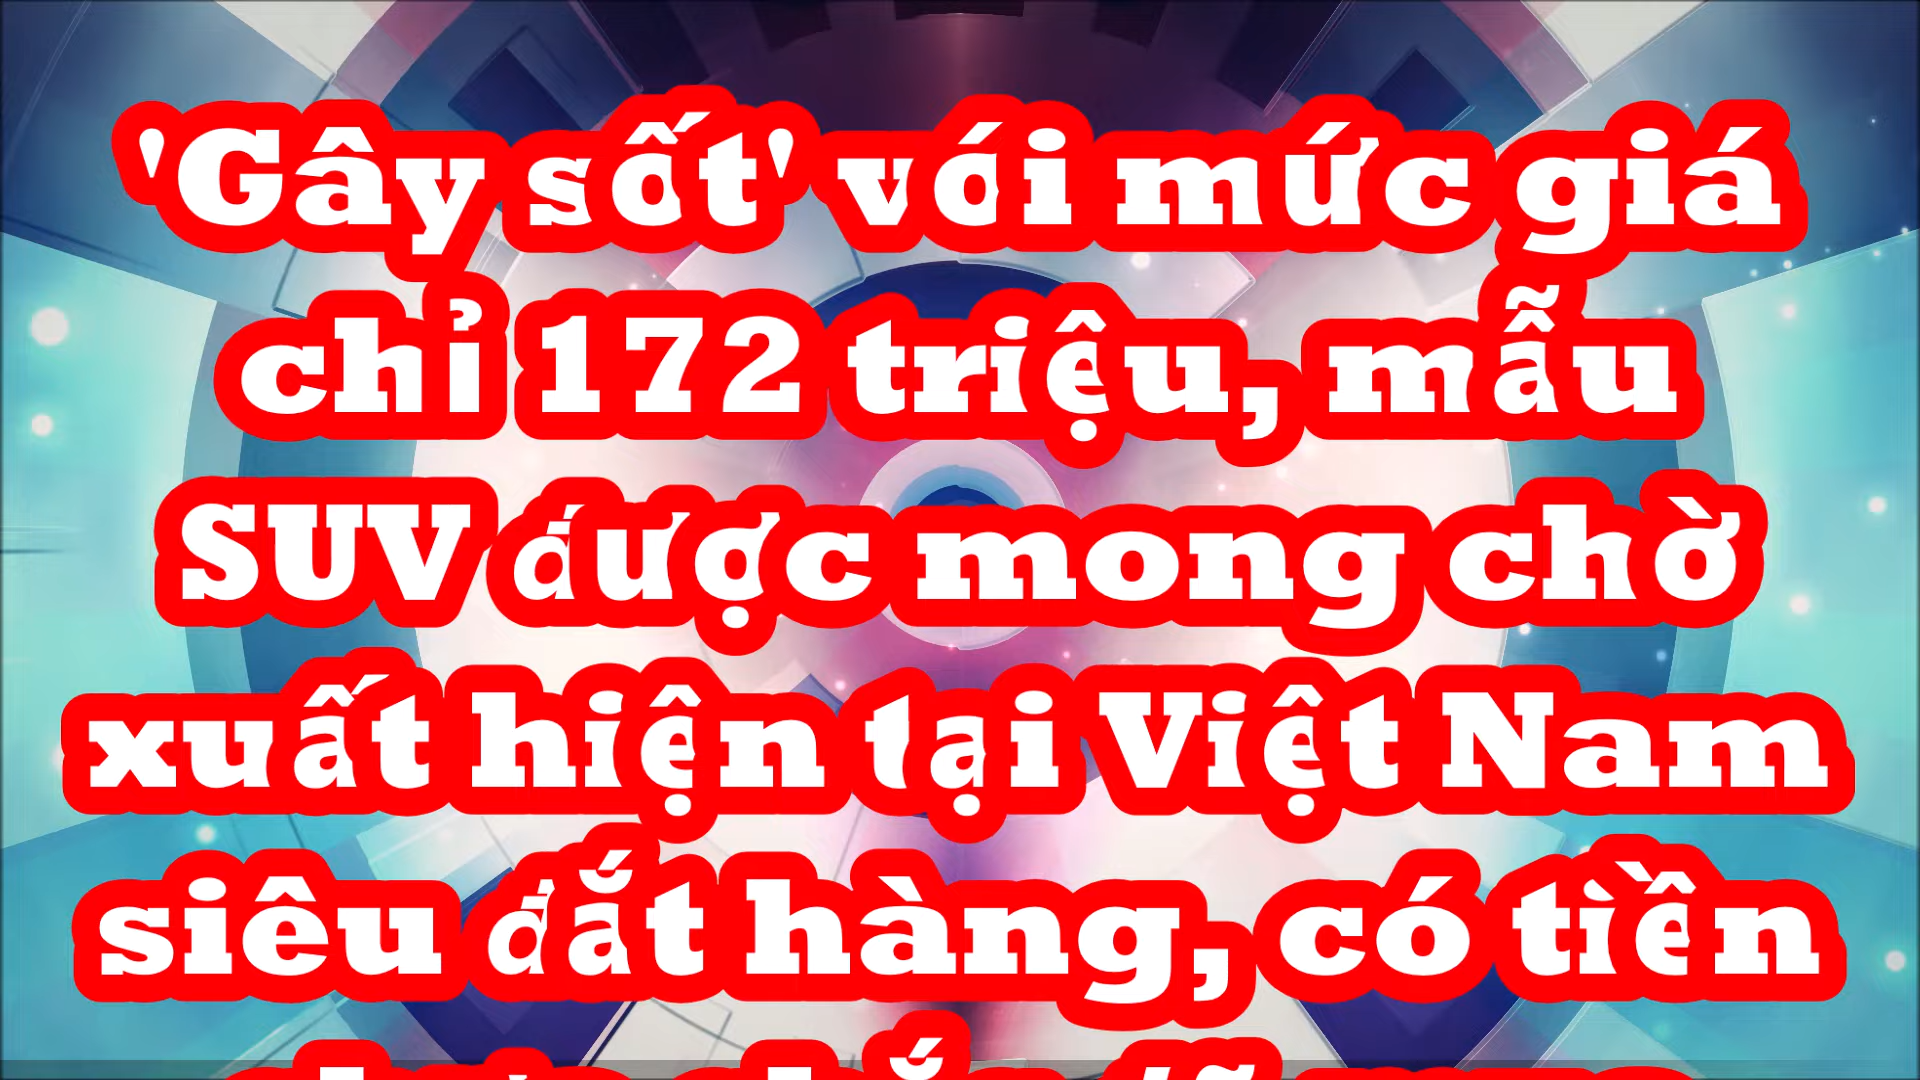 'Gây sốt' với mức giá
chỉ 172 triệu, mẫu
SUV được mong chờ
xuất hiện tại Việt Nam
siêu đắt hàng, có tiền